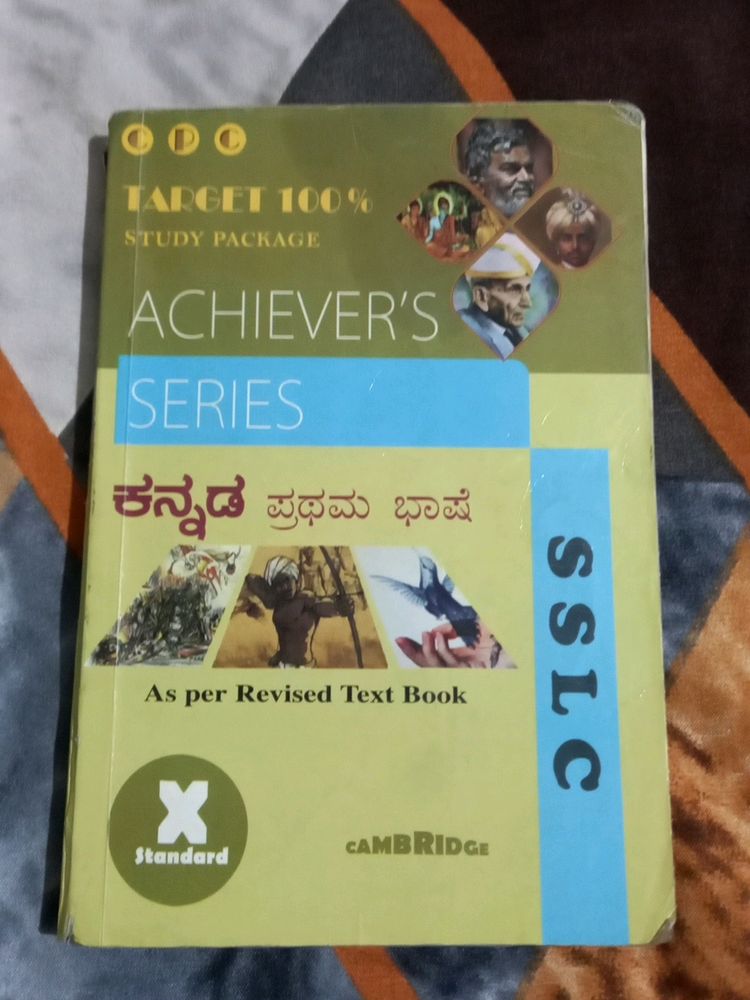 CPC
TARGET 100%
STUDY PACKAGE
ACHIEVER'S
SERIES
ಕನ್ನಡ ಪ್ರಥಮ ಭಾಷೆ
As per Revised Text Book
SSLC
X
Standard
CAMBRIDGE